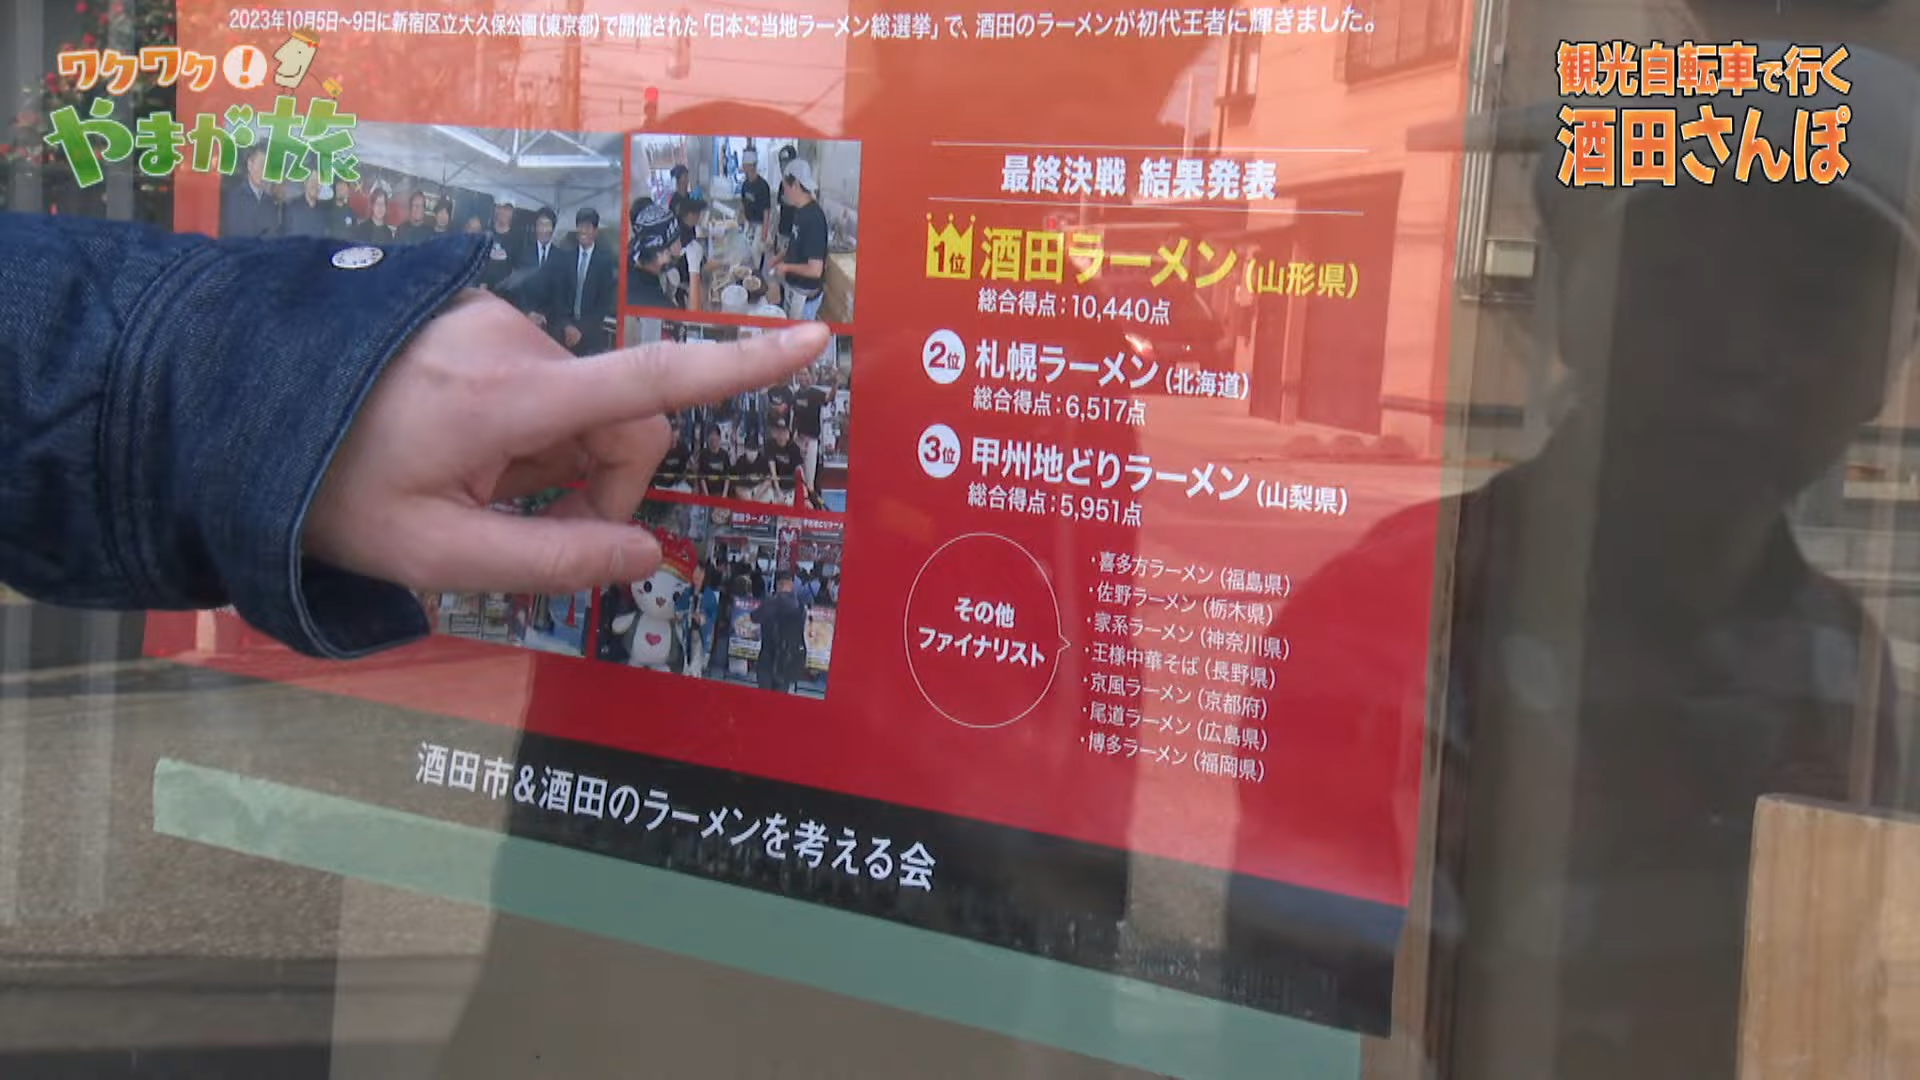 2023年10月5日～9日に新宿区立大久保公園(東京都)で開催された「日本ご当地ラーメン総選挙」で、酒田のラーメンが初代王者に輝きました。
ワクワク!
やまが旅
観光自転車で行く
酒田さんぽ
最終決戦 結果発表
1位 酒田ラーメン(山形県)
総合得点:10,440点
2位 札幌ラーメン(北海道)
総合得点:6,517点
3位 甲州地どりラーメン(山梨県)
総合得点:5,951点
その他
ファイナリスト
・喜多方ラーメン(福島県)
・佐野ラーメン(栃木県)
・家系ラーメン(神奈川県)
・王様中華そば(長野県)
・京風ラーメン(京都府)
・尾道ラーメン(広島県)
・博多ラーメン(福岡県)
酒田市&酒田のラーメンを考える会